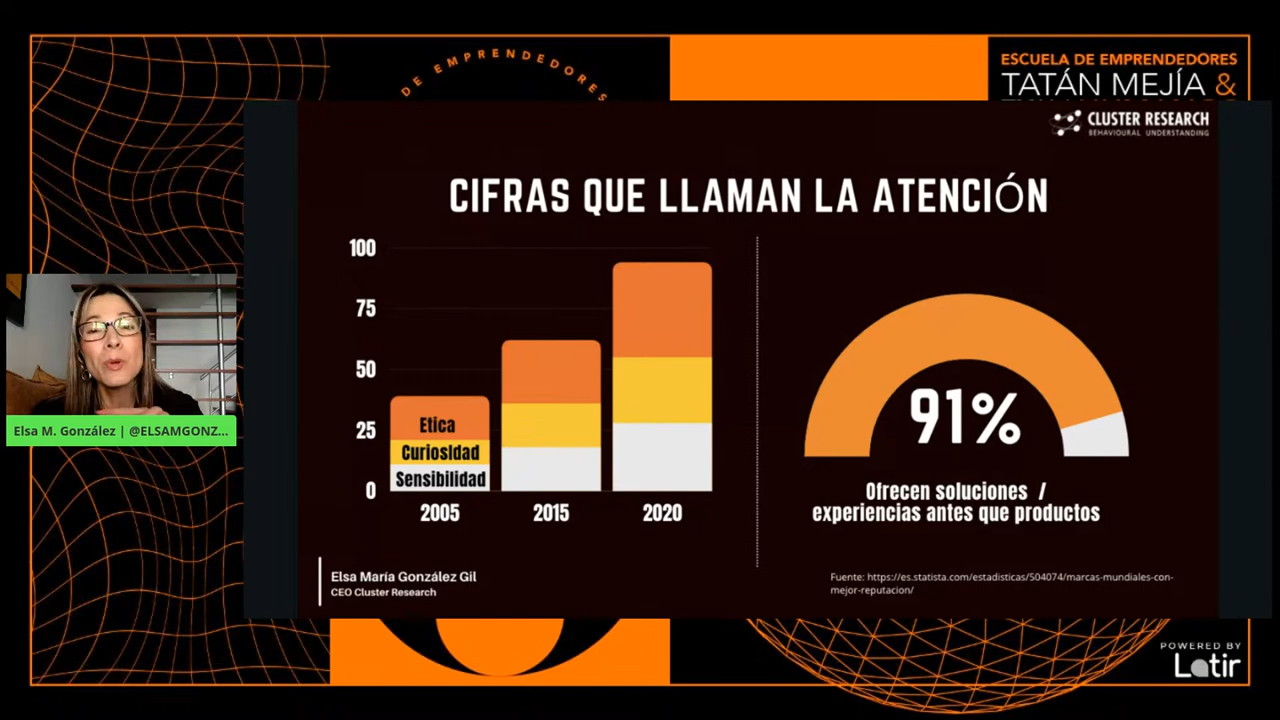 DE EMPRENDEDORES
ESCUELA DE EMPRENDEDORES
TATÁN MEJÍA &
CLUSTER RESEARCH
BEHAVIOURAL UNDERSTANDING
CIFRAS QUE LLAMAN LA ATENCIÓN
100
75
50
25
0
Etica
Curiosldad
Sensibilidad
2005
2015
2020
91%
Ofrecen soluciones /
experiencias antes que productos
Elsa M. González | @ELSAMGONZ...
Elsa María González Gil
CEO Cluster Research
Fuente: https://es.statista.com/estadisticas/504074/marcas-mundiales-con-
mejor-reputacion/
POWERED BY
Latir